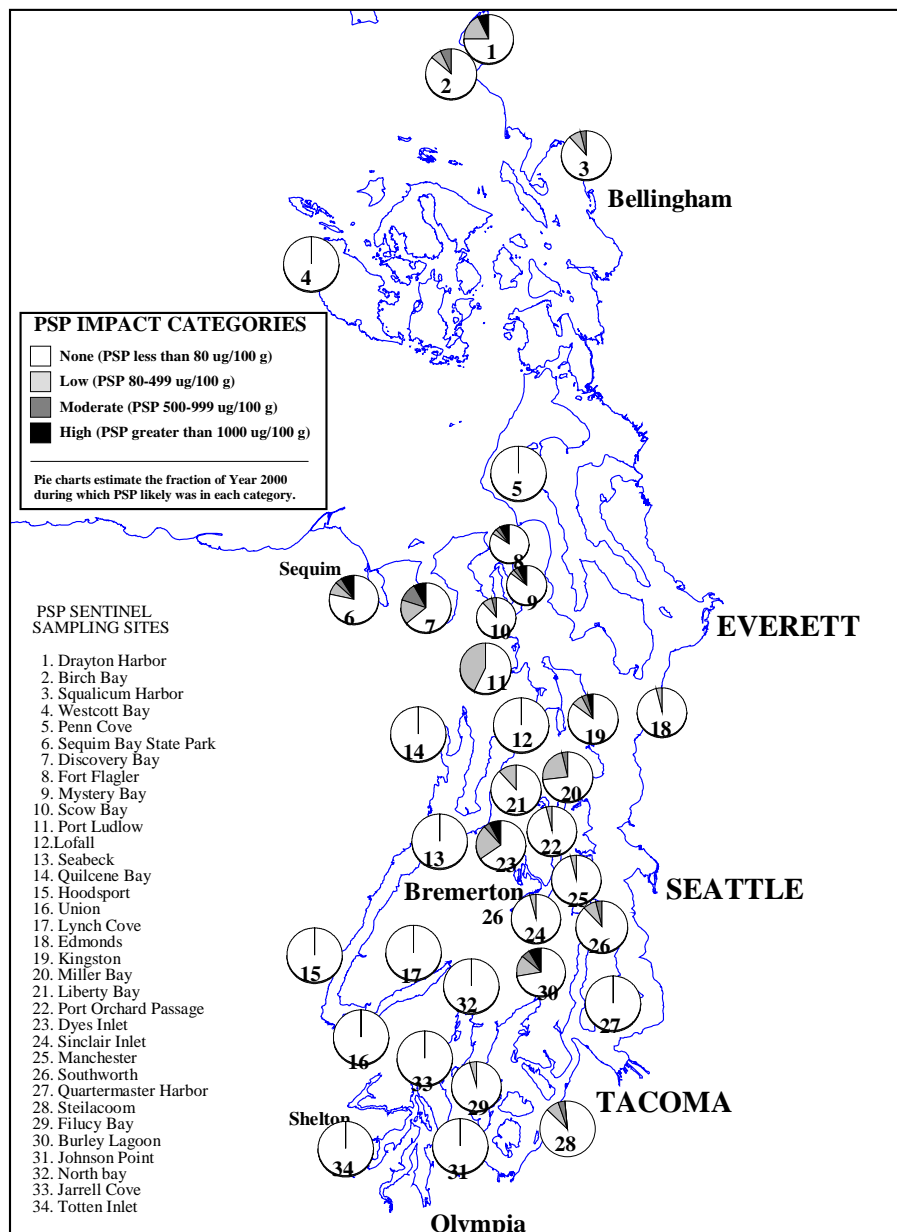 1
2
3
Bellingham
4
PSP IMPACT CATEGORIES
None (PSP less than 80 ug/100 g)
Low (PSP 80-499 ug/100 g)
Moderate (PSP 500-999 ug/100 g)
High (PSP greater than 1000 ug/100 g)
Pie charts estimate the fraction of Year 2000
during which PSP likely was in each category.
5
8
Sequim
9
6
7
10
EVERETT
11
18
19
12
14
20
21
22
13
23
Bremerton
25
SEATTLE
26
24
26
15
17
30
32
27
16
33
29
TACOMA
Shelton
28
34
31
Olympia
PSP SENTINEL
SAMPLING SITES
1. Drayton Harbor
2. Birch Bay
3. Squalicum Harbor
4. Westcott Bay
5. Penn Cove
6. Sequim Bay State Park
7. Discovery Bay
8. Fort Flagler
9. Mystery Bay
10. Scow Bay
11. Port Ludlow
12.Lofall
13. Seabeck
14. Quilcene Bay
15. Hoodsport
16. Union
17. Lynch Cove
18. Edmonds
19. Kingston
20. Miller Bay
21. Liberty Bay
22. Port Orchard Passage
23. Dyes Inlet
24. Sinclair Inlet
25. Manchester
26. Southworth
27. Quartermaster Harbor
28. Steilacoom
29. Filucy Bay
30. Burley Lagoon
31. Johnson Point
32. North bay
33. Jarrell Cove
34. Totten Inlet